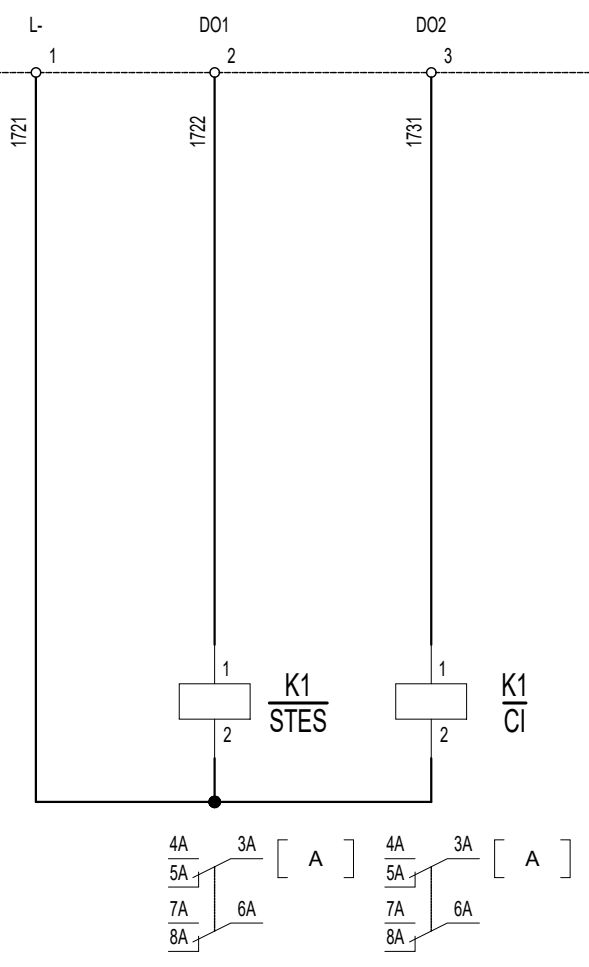 L- DO1 DO2
1 2 3
1721 1722 1731
1 1
K1 K1
STES CI
2 2
4A 3A [ A ] 4A 3A [ A ]
5A 5A
7A 6A 7A 6A
8A 8A